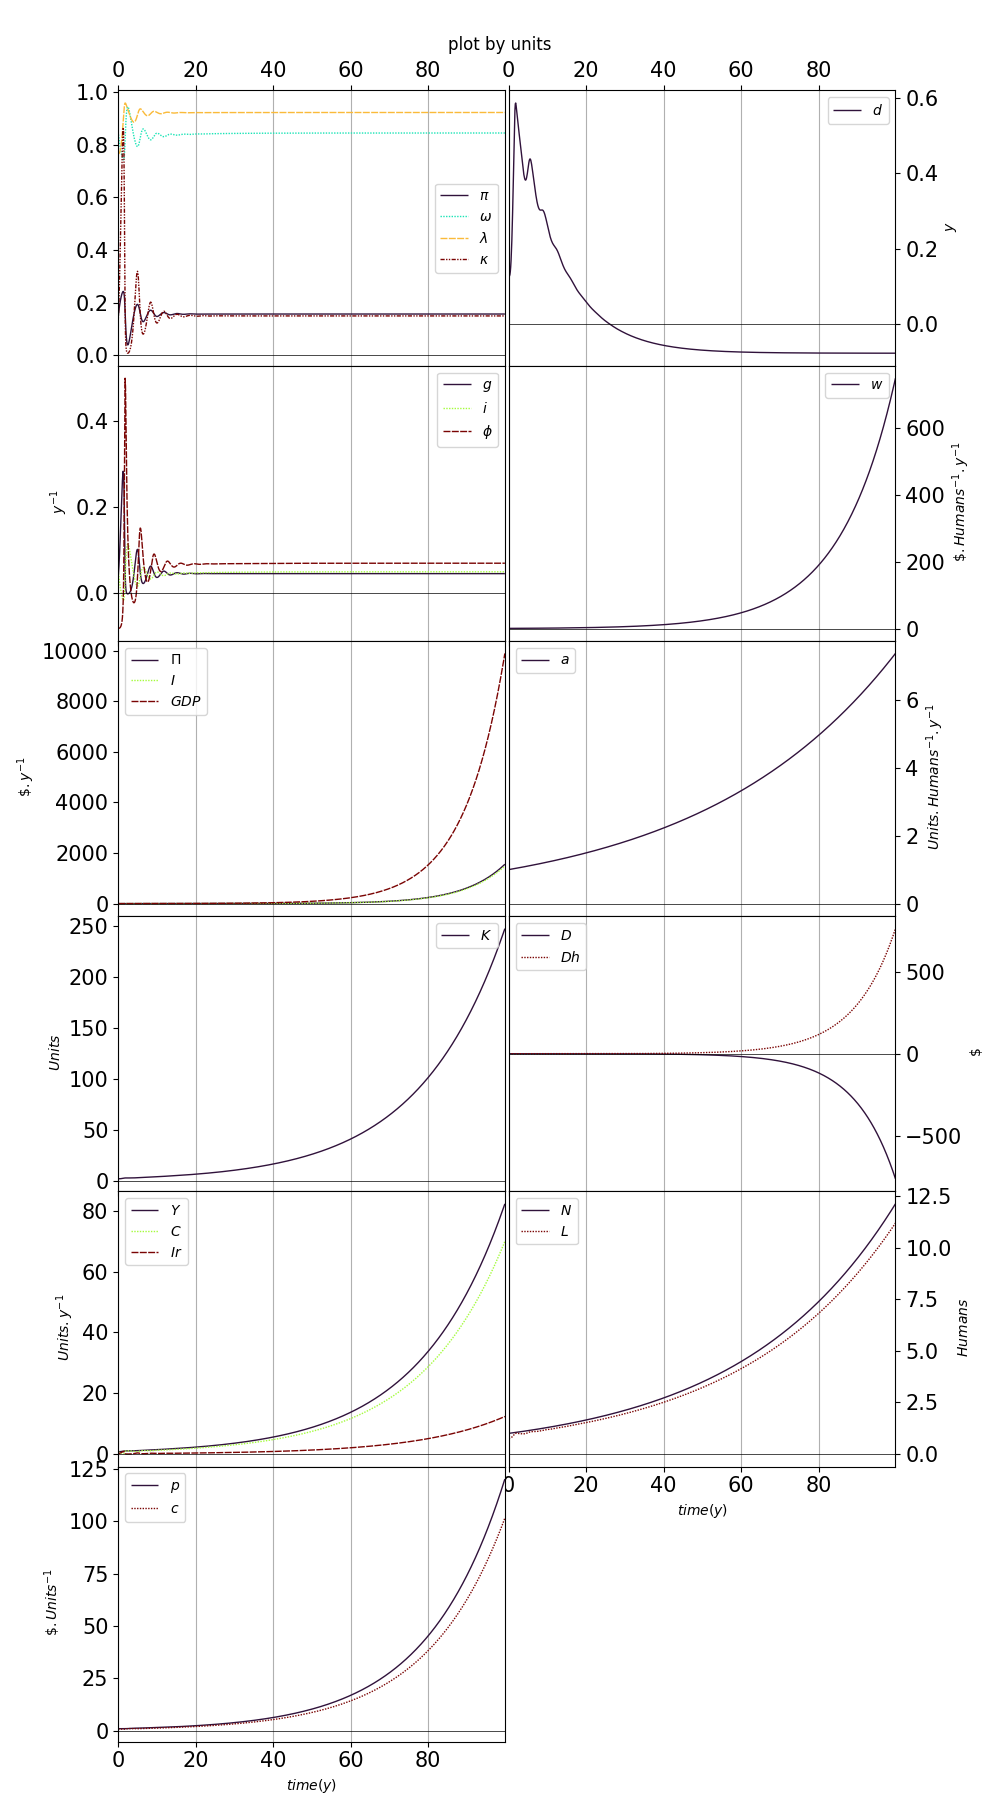 plot by units
0 20 40 60 80
0 20 40 60 80
1.0
0.8
0.6
0.4
0.2
0.0
π
ω
λ
κ
d
0.6
0.4
0.2
0.0
y
0.4
0.2
0.0
y⁻¹
g
i
ϕ
w
600
400
200
0
$.Humans⁻¹.y⁻¹
10000
8000
6000
4000
2000
0
$.y⁻¹
Π
I
GDP
a
6
4
2
0
Units.Humans⁻¹.y⁻¹
250
200
150
100
50
0
Units
K
D
Dh
500
0
−500
$
80
60
40
20
0
Units.y⁻¹
Y
C
Ir
N
L
12.5
10.0
7.5
5.0
2.5
0.0
Humans
0 20 40 60 80
time(y)
125
100
75
50
25
0
$.Units⁻¹
p
c
0 20 40 60 80
time(y)